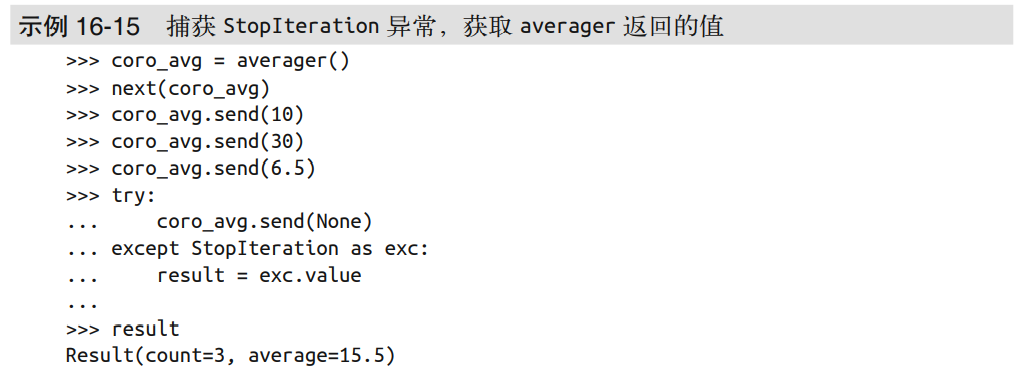 示例 16-15 捕获 StopIteration 异常，获取 averager 返回的值
>>> coro_avg = averager()
>>> next(coro_avg)
>>> coro_avg.send(10)
>>> coro_avg.send(30)
>>> coro_avg.send(6.5)
>>> try:
...     coro_avg.send(None)
... except StopIteration as exc:
...     result = exc.value
...
>>> result
Result(count=3, average=15.5)